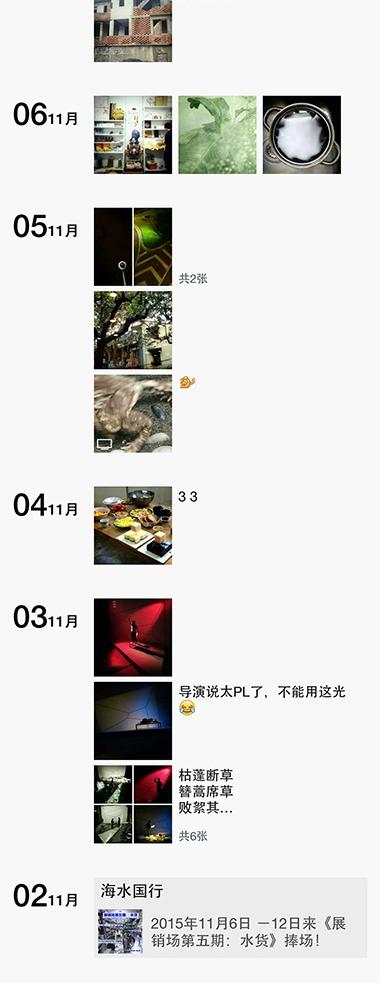 06 11月
05 11月
共2张
04 11月
3 3
03 11月
导演说太PL了，不能用这光
枯蓬断草
簪蒿席草
败絮其...
共6张
02 11月
海水国行
2015年11月6日 －12日来《展
销场第五期：水货》捧场！